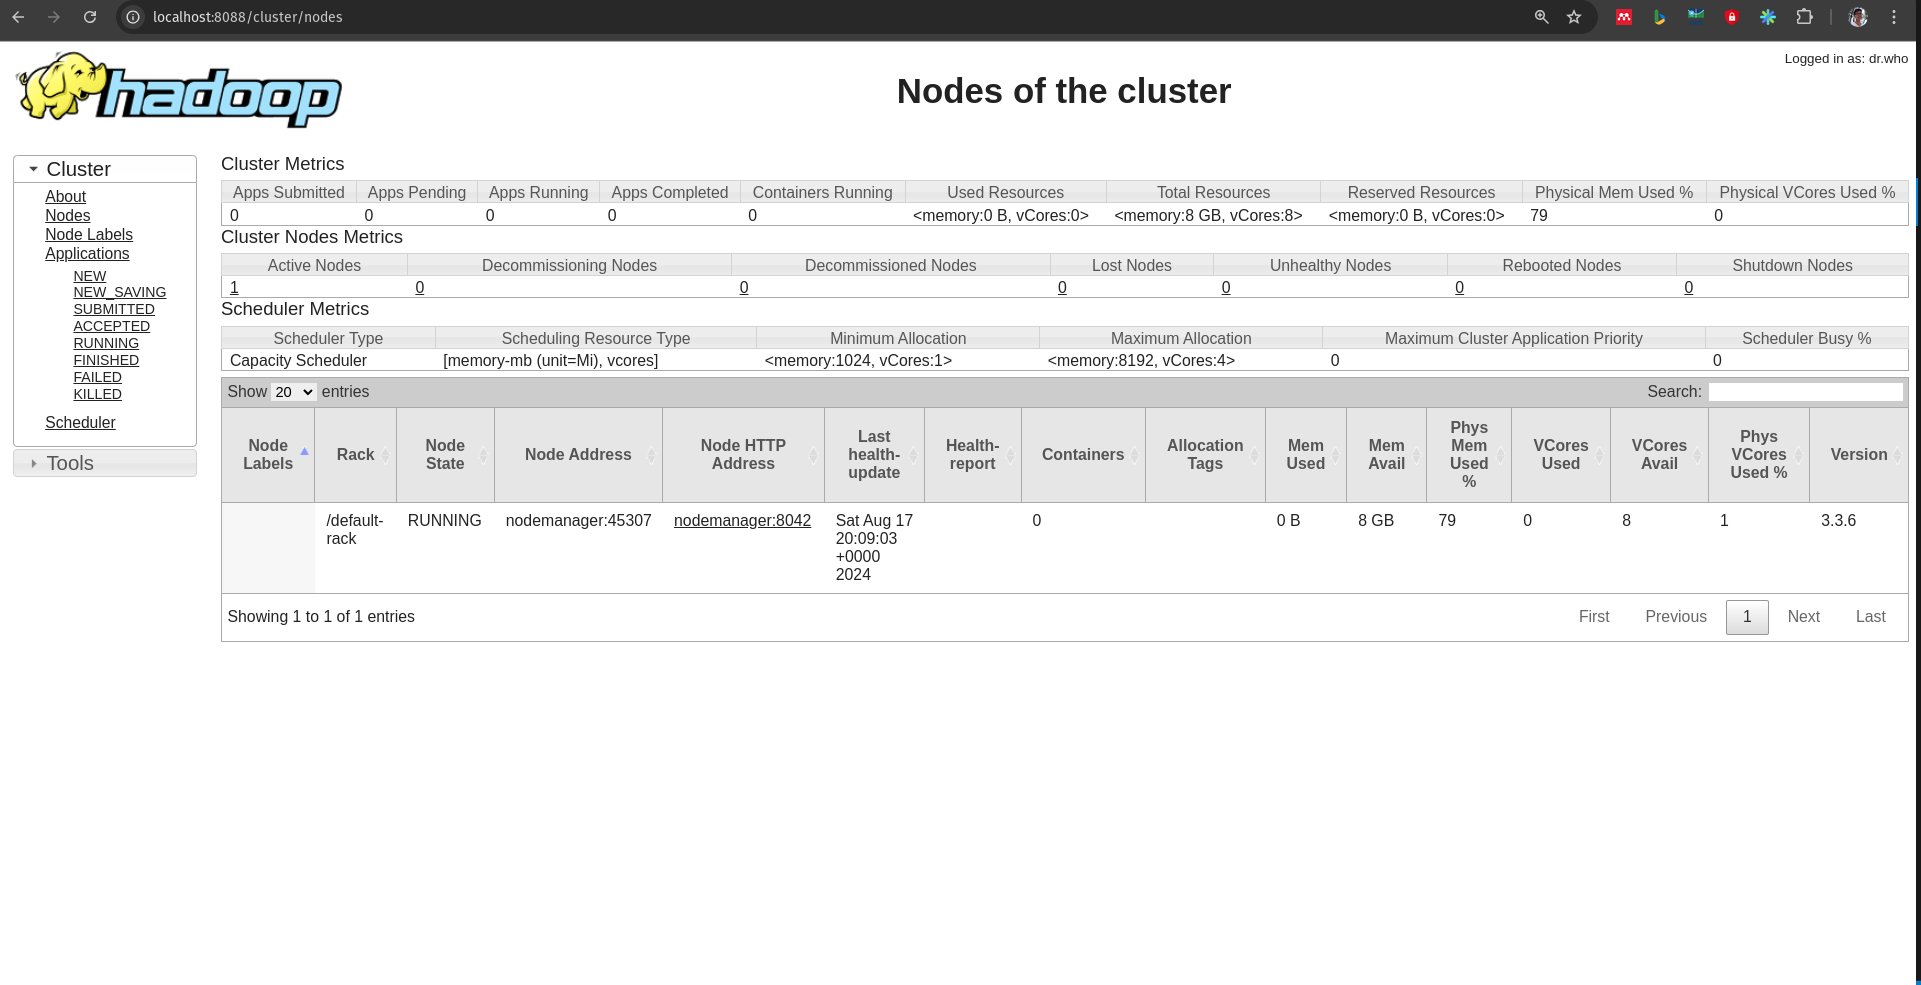 localhost:8088/cluster/nodes
Logged in as: dr.who
hadoop
Nodes of the cluster
Cluster
About
Nodes
Node Labels
Applications
NEW
NEW_SAVING
SUBMITTED
ACCEPTED
RUNNING
FINISHED
FAILED
KILLED
Scheduler
Tools
Cluster Metrics
Apps Submitted Apps Pending Apps Running Apps Completed Containers Running Used Resources Total Resources Reserved Resources Physical Mem Used % Physical VCores Used %
0 0 0 0 0 <memory:0 B, vCores:0> <memory:8 GB, vCores:8> <memory:0 B, vCores:0> 79 0
Cluster Nodes Metrics
Active Nodes Decommissioning Nodes Decommissioned Nodes Lost Nodes Unhealthy Nodes Rebooted Nodes Shutdown Nodes
1 0 0 0 0 0 0
Scheduler Metrics
Scheduler Type Scheduling Resource Type Minimum Allocation Maximum Allocation Maximum Cluster Application Priority Scheduler Busy %
Capacity Scheduler [memory-mb (unit=Mi), vcores] <memory:1024, vCores:1> <memory:8192, vCores:4> 0 0
Show 20 entries Search:
Node Labels Rack Node State Node Address Node HTTP Address Last health-update Health-report Containers Allocation Tags Mem Used Mem Avail Phys Mem Used % VCores Used VCores Avail Phys VCores Used % Version
/default-rack RUNNING nodemanager:45307 nodemanager:8042 Sat Aug 17 20:09:03 +0000 2024 0 0 B 8 GB 79 0 8 1 3.3.6
Showing 1 to 1 of 1 entries First Previous 1 Next Last